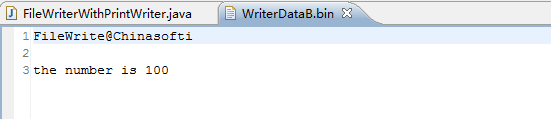 FileWriterWithPrintWriter.java WriterDataB.bin
1 FileWrite@Chinasofti
2
3 the number is 100